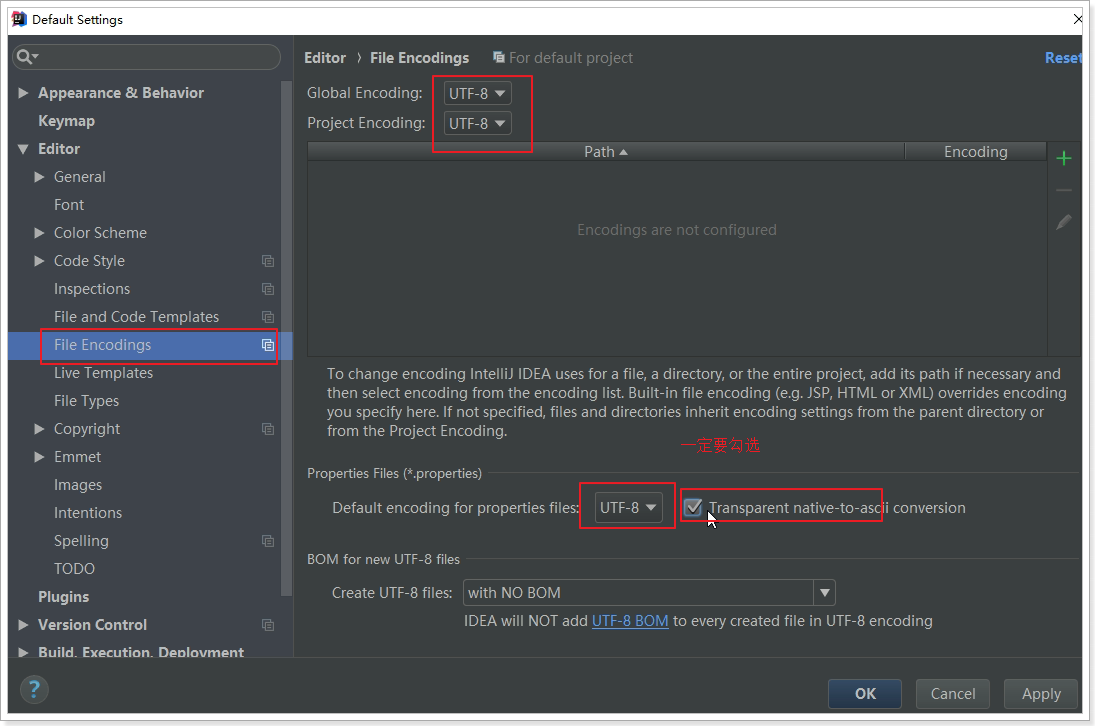 Default Settings
Appearance & Behavior
Keymap
Editor
General
Font
Color Scheme
Code Style
Inspections
File and Code Templates
File Encodings
Live Templates
File Types
Copyright
Emmet
Images
Intentions
Spelling
TODO
Plugins
Version Control
Build, Execution, Deployment
Editor › File Encodings For default project Reset
Global Encoding: UTF-8
Project Encoding: UTF-8
Path Encoding
Encodings are not configured
To change encoding IntelliJ IDEA uses for a file, a directory, or the entire project, add its path if necessary and
then select encoding from the encoding list. Built-in file encoding (e.g. JSP, HTML or XML) overrides encoding
you specify here. If not specified, files and directories inherit encoding settings from the parent directory or
from the Project Encoding.
一定要勾选
Properties Files (*.properties)
Default encoding for properties files: UTF-8 Transparent native-to-ascii conversion
BOM for new UTF-8 files
Create UTF-8 files: with NO BOM
IDEA will NOT add UTF-8 BOM to every created file in UTF-8 encoding
? OK Cancel Apply